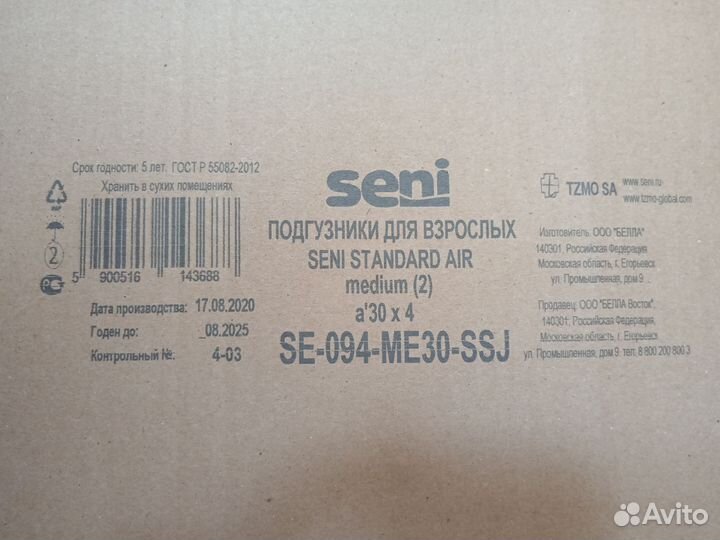 Срок годности: 5 лет. ГОСТ Р 55082-2012
Хранить в сухих помещениях
2
РС
5 900516 143688
Дата производства: 17.08.2020
Годен до: _08.2025
Контрольный №: 4-03
seni
ПОДГУЗНИКИ ДЛЯ ВЗРОСЛЫХ
SENI STANDARD AIR
medium (2)
a'30 x 4
SE-094-ME30-SSJ
TZMO SA
www.seni.ru
www.tzmo-global.com
Изготовитель: ООО "БЕЛЛА"
140301, Российская Федерация
Московская область, г. Егорьевск
ул. Промышленная, дом 9
Продавец: ООО "БЕЛЛА Восток",
140301, Российская Федерация,
Московская область, г. Егорьевск
ул. Промышленная, дом 9 тел: 8 800 200 800 3
Avito